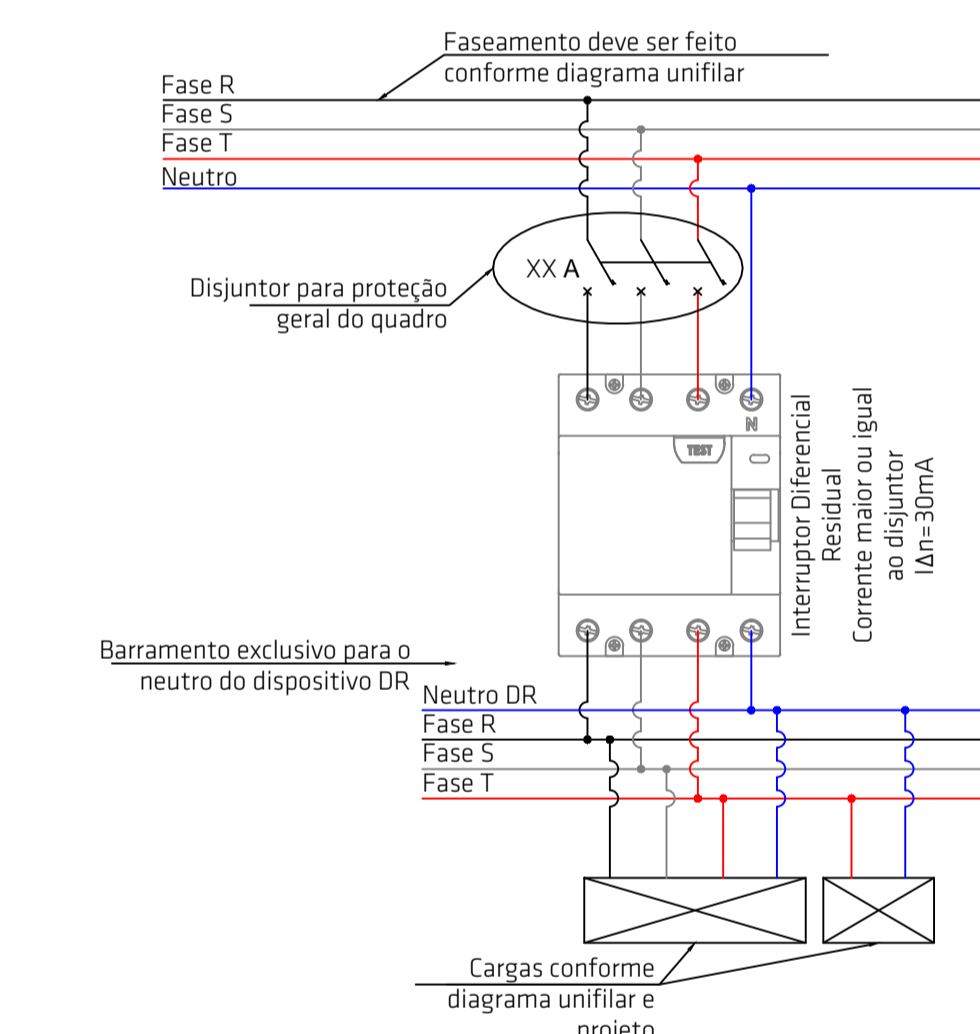 Faseamento deve ser feito
conforme diagrama unifilar
Fase R
Fase S
Fase T
Neutro
XX A
Disjuntor para proteção
geral do quadro
N
TEST
Interruptor Diferencial
Residual
Corrente maior ou igual
ao disjuntor
IΔn=30mA
Barramento exclusivo para o
neutro do dispositivo DR
Neutro DR
Fase R
Fase S
Fase T
Cargas conforme
diagrama unifilar e
projeto